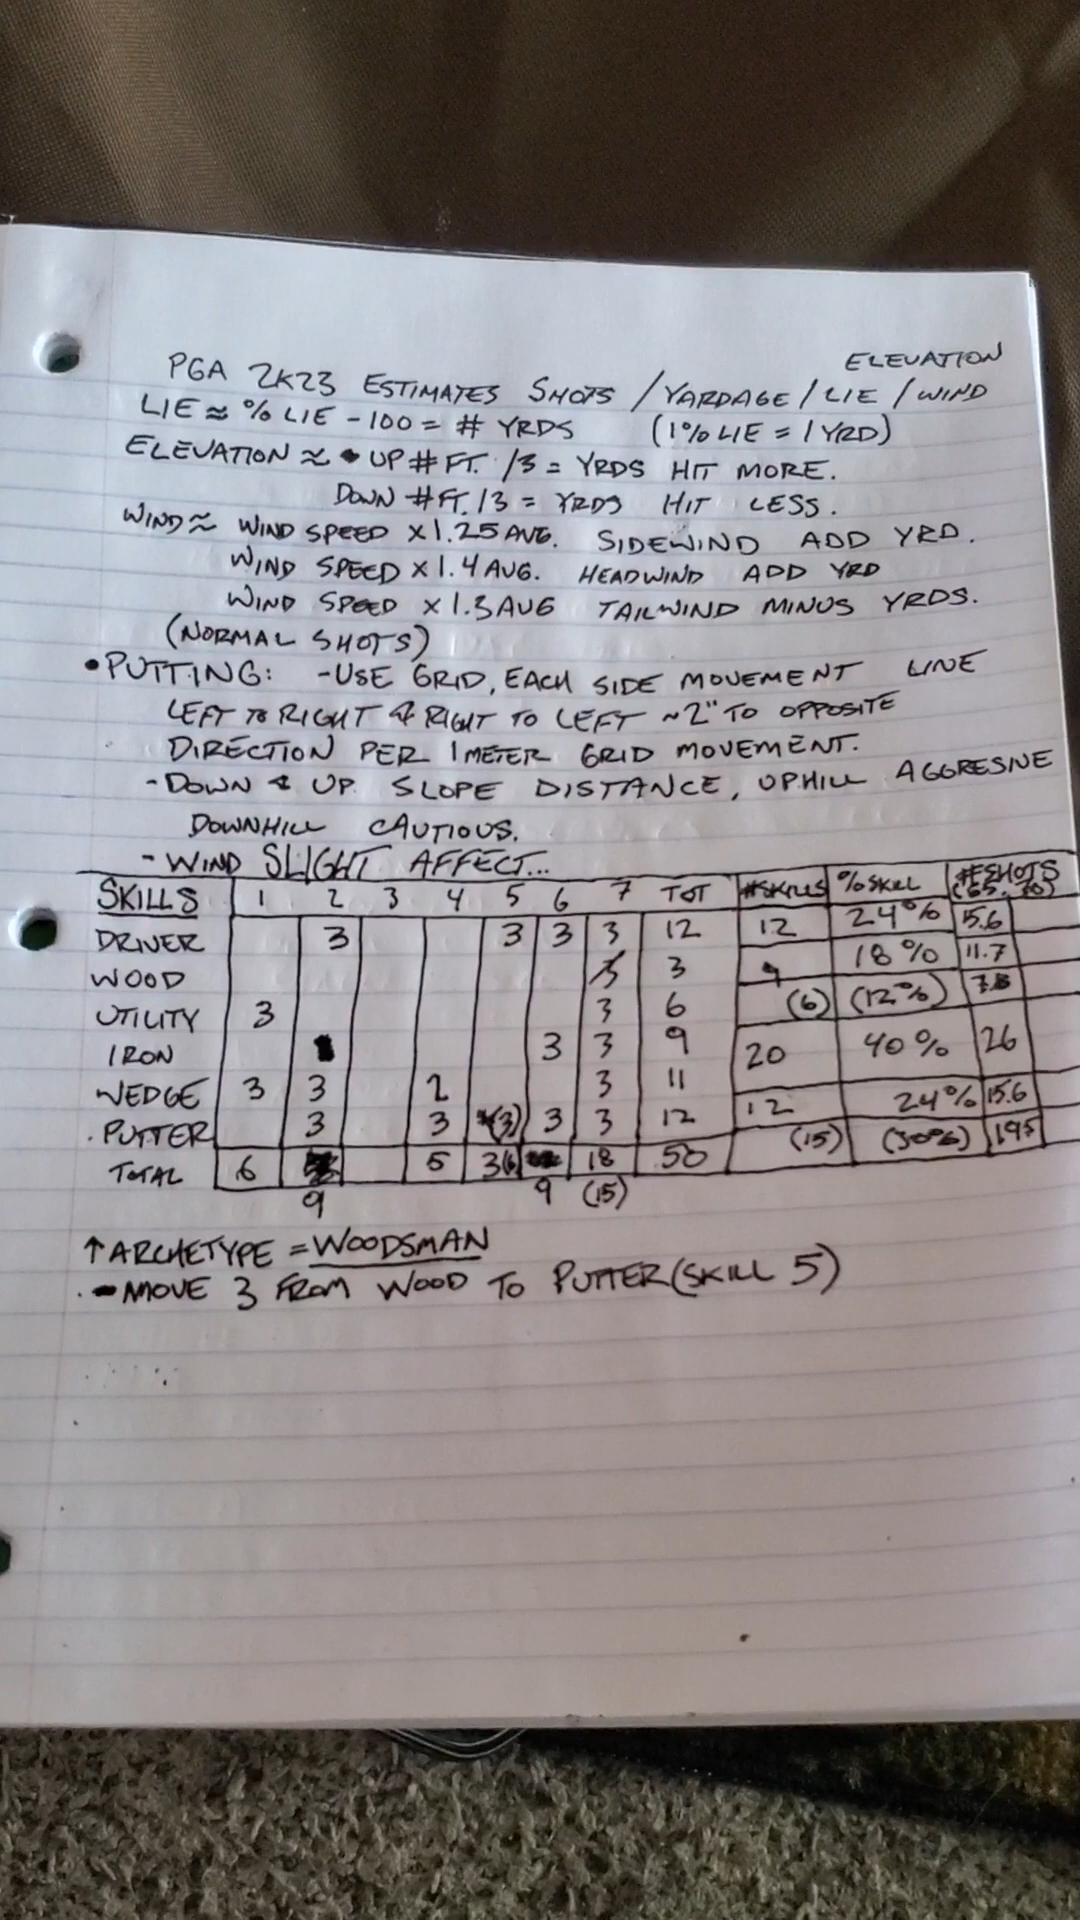 ELEVATION
PGA 2K23 ESTIMATES SHOTS / YARDAGE / LIE / WIND
LIE ≈ % LIE - 100 = # YRDS (1% LIE = 1 YRD)
ELEVATION ≈ UP # FT. /3 = YRDS HIT MORE.
DOWN # FT. /3 = YRDS HIT LESS.
WIND ≈ WIND SPEED X 1.25 AVG. SIDEWIND ADD YRD.
WIND SPEED X 1.4 AUG. HEADWIND ADD YRD
WIND SPEED X 1.3 AUG TAILWIND MINUS YRDS.
(NORMAL SHOTS)
• PUTTING: - USE GRID, EACH SIDE MOVEMENT LINE
LEFT TO RIGHT & RIGHT TO LEFT ~2" TO OPPOSITE
DIRECTION PER 1 METER GRID MOVEMENT.
- DOWN & UP SLOPE DISTANCE, UPHILL AGGRESIVE
DOWNHILL CAUTIOUS.
- WIND SLIGHT AFFECT...
SKILLS 1 2 3 4 5 6 7 TOT #SKILLS % SKILL # SHOTS
DRIVER 3 3 3 3 12 12 24% 15.6
WOOD 3 3 9 18% 11.7
UTILITY 3 3 6 (6) (12%) 7.8
IRON 3 3 9 20 40% 26
WEDGE 3 3 2 3 11
PUTTER 3 3 (3) 3 3 12 12 24% 15.6
TOTAL 6 5 3 18 50 (15) (30%) 19.5
9 9 (15)
↑ ARCHETYPE = WOODSMAN
- MOVE 3 FROM WOOD TO PUTTER (SKILL 5)